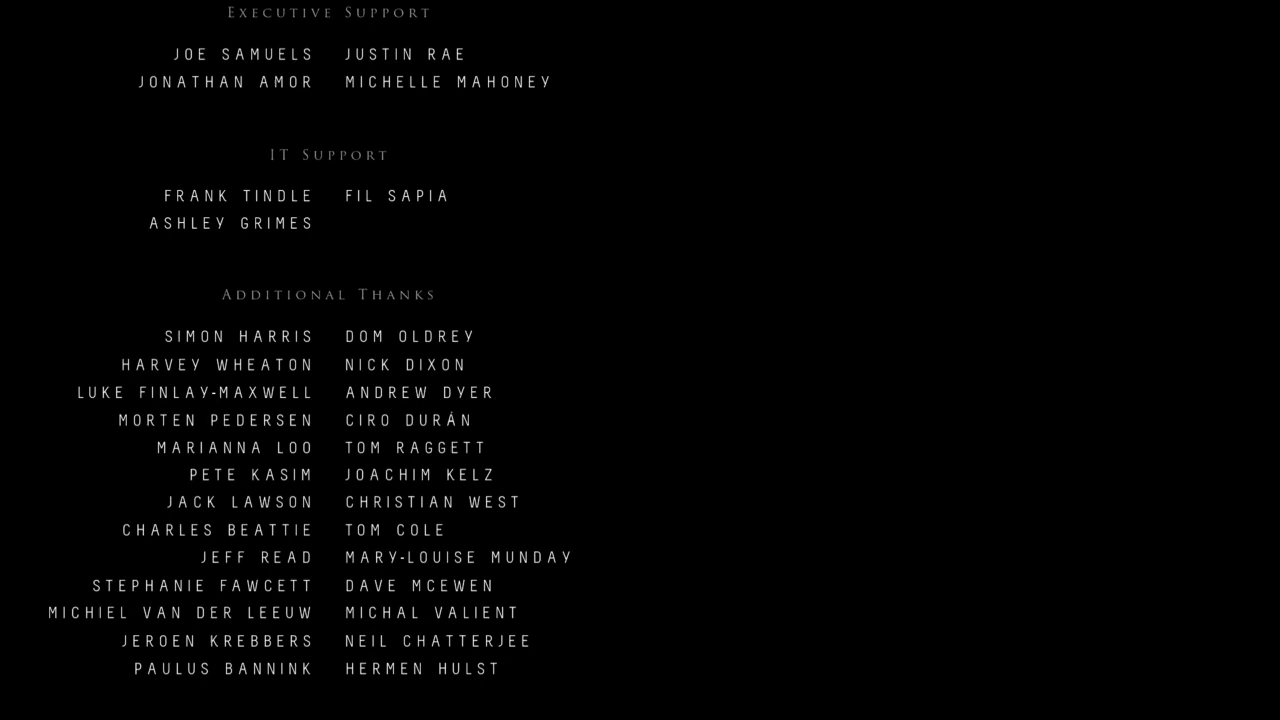 Executive Support
JOE SAMUELS JUSTIN RAE
JONATHAN AMOR MICHELLE MAHONEY
IT Support
FRANK TINDLE FIL SAPIA
ASHLEY GRIMES
Additional Thanks
SIMON HARRIS DOM OLDREY
HARVEY WHEATON NICK DIXON
LUKE FINLAY-MAXWELL ANDREW DYER
MORTEN PEDERSEN CIRO DURÁN
MARIANNA LOO TOM RAGGETT
PETE KASIM JOACHIM KELZ
JACK LAWSON CHRISTIAN WEST
CHARLES BEATTIE TOM COLE
JEFF READ MARY-LOUISE MUNDAY
STEPHANIE FAWCETT DAVE MCEWEN
MICHIEL VAN DER LEEUW MICHAL VALIENT
JEROEN KREBBERS NEIL CHATTERJEE
PAULUS BANNINK HERMEN HULST